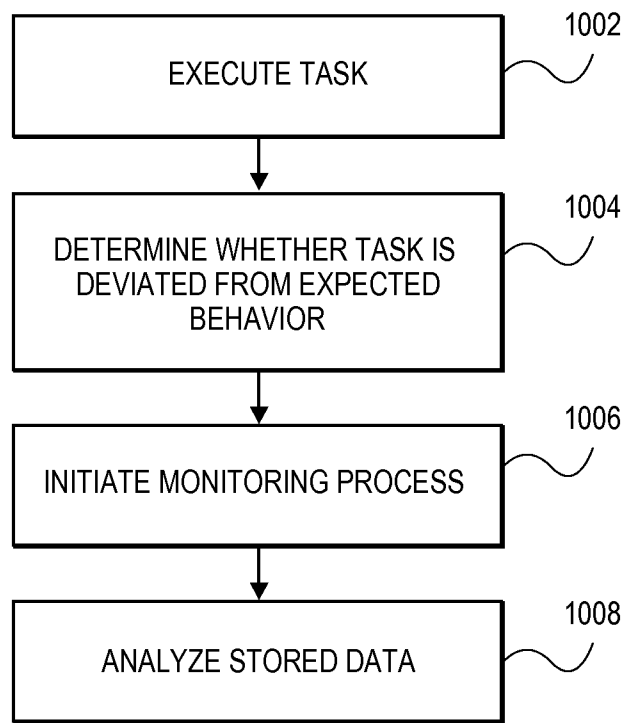 1002
EXECUTE TASK
1004
DETERMINE WHETHER TASK IS
DEVIATED FROM EXPECTED
BEHAVIOR
1006
INITIATE MONITORING PROCESS
1008
ANALYZE STORED DATA